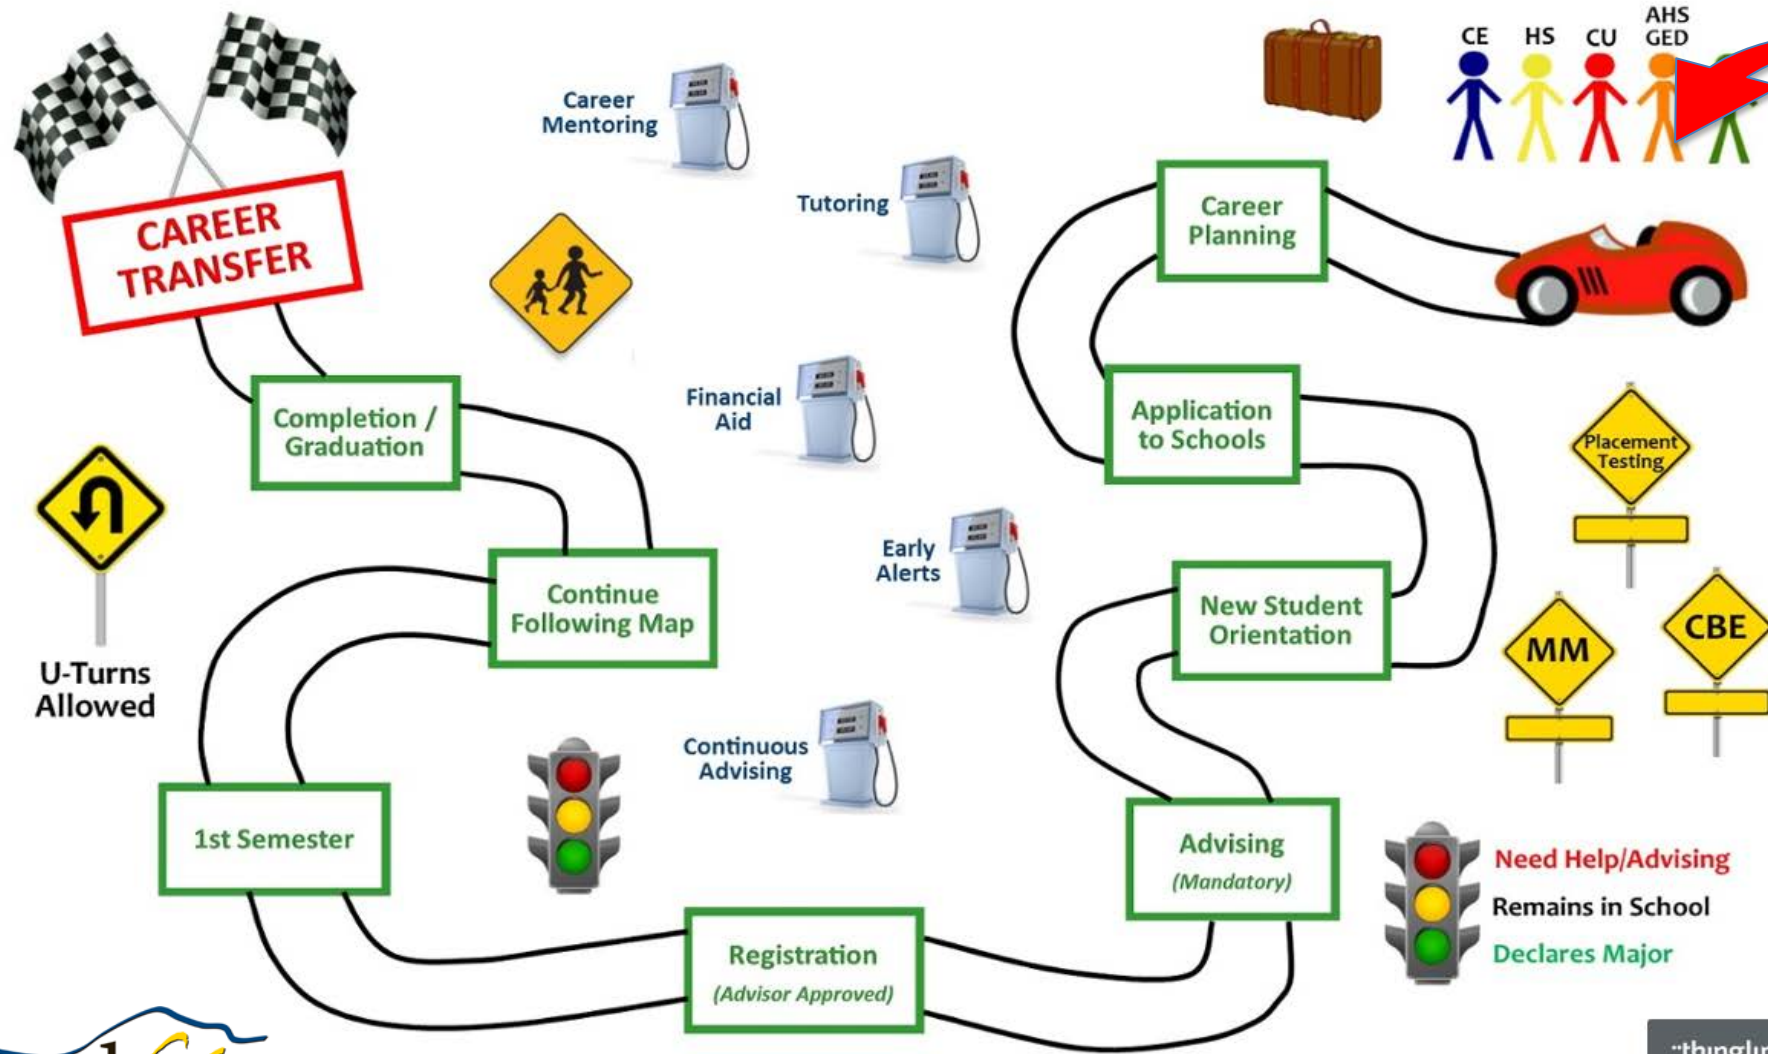 CE
HS
CU
AHS
GED
Career
Mentoring
Tutoring
Career
Planning
CAREER
TRANSFER
Financial
Aid
Application
to Schools
Completion /
Graduation
Placement
Testing
Early
Alerts
Continue
Following Map
New Student
Orientation
MM
CBE
U-Turns
Allowed
Continuous
Advising
1st Semester
Advising
(Mandatory)
Need Help/Advising
Remains in School
Declares Major
Registration
(Advisor Approved)